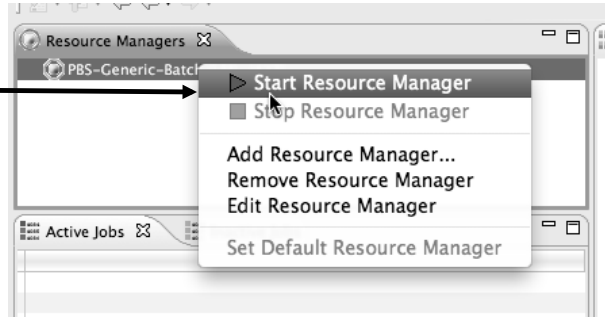 Resource Managers
PBS-Generic-Batch
Start Resource Manager
Stop Resource Manager
Add Resource Manager...
Remove Resource Manager
Edit Resource Manager
Set Default Resource Manager
Active Jobs